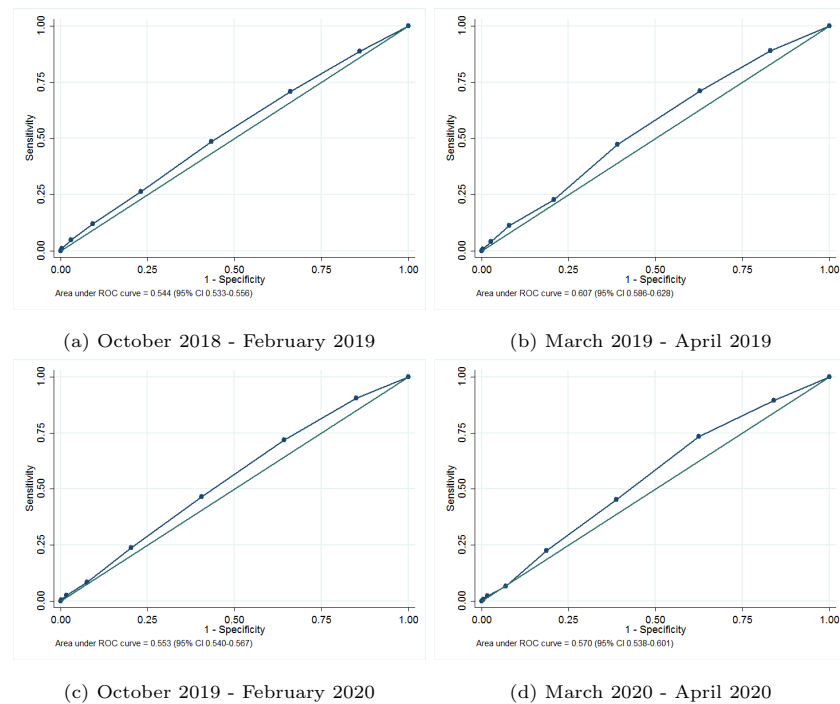 1.00
0.75
Sensitivity
0.50
0.25
0.00
0.00 0.25 0.50 0.75 1.00
1 - Specificity
Area under ROC curve = 0.544 (95% CI 0.533-0.556)
(a) October 2018 - February 2019
1.00
0.75
Sensitivity
0.50
0.25
0.00
0.00 0.25 0.50 0.75 1.00
1 - Specificity
Area under ROC curve = 0.607 (95% CI 0.586-0.628)
(b) March 2019 - April 2019
1.00
0.75
Sensitivity
0.50
0.25
0.00
0.00 0.25 0.50 0.75 1.00
1 - Specificity
Area under ROC curve = 0.553 (95% CI 0.540-0.567)
(c) October 2019 - February 2020
1.00
0.75
Sensitivity
0.50
0.25
0.00
0.00 0.25 0.50 0.75 1.00
1 - Specificity
Area under ROC curve = 0.570 (95% CI 0.538-0.601)
(d) March 2020 - April 2020